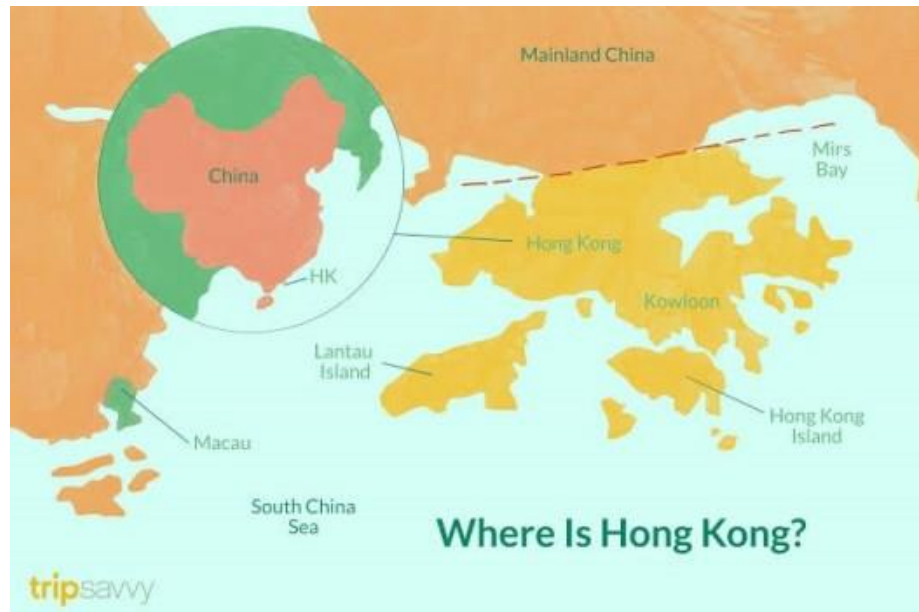 Mainland China
Mirs
Bay
China
Hong Kong
HK
Kowloon
Lantau
Island
Hong Kong
Island
Macau
South China
Sea
Where Is Hong Kong?
tripsavvy